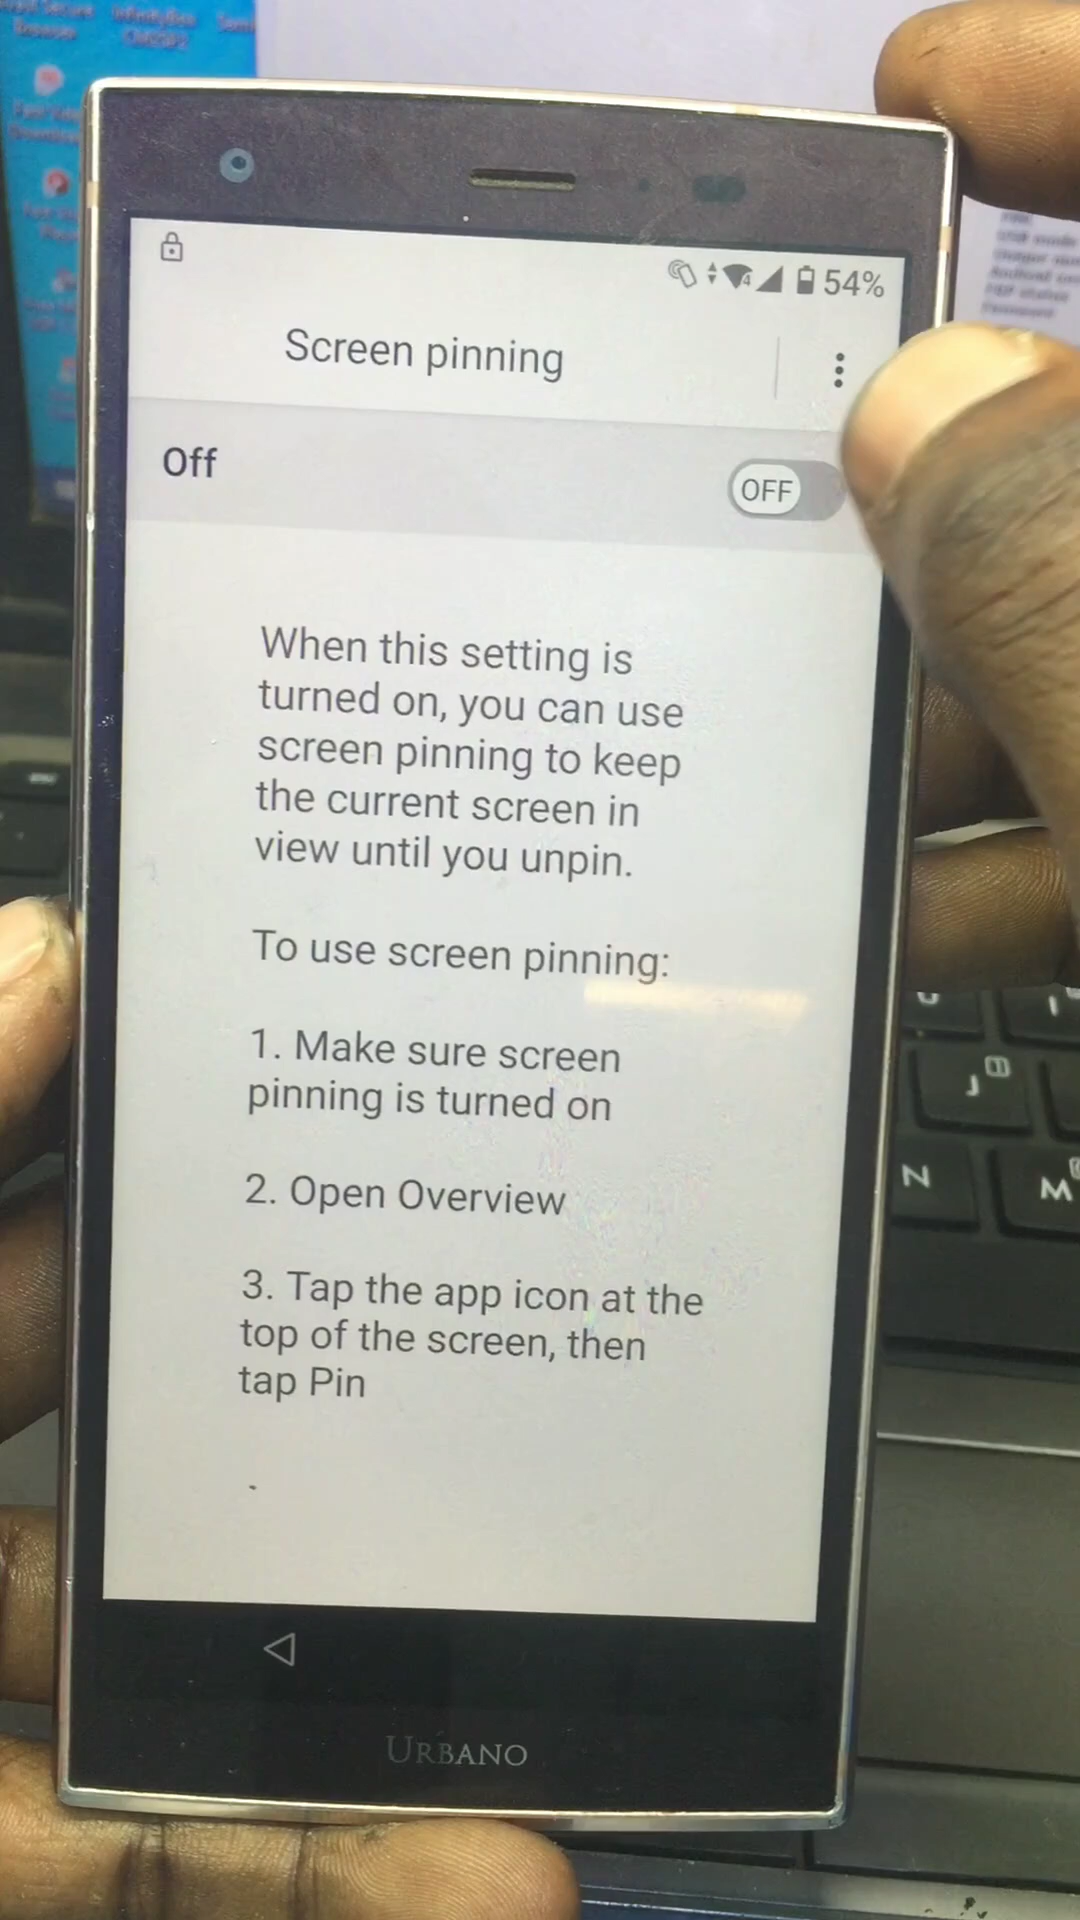 54%
Screen pinning
Off
OFF
When this setting is
turned on, you can use
screen pinning to keep
the current screen in
view until you unpin.
To use screen pinning:
1. Make sure screen
pinning is turned on
2. Open Overview
3. Tap the app icon at the
top of the screen, then
tap Pin
URBANO
J
N
M